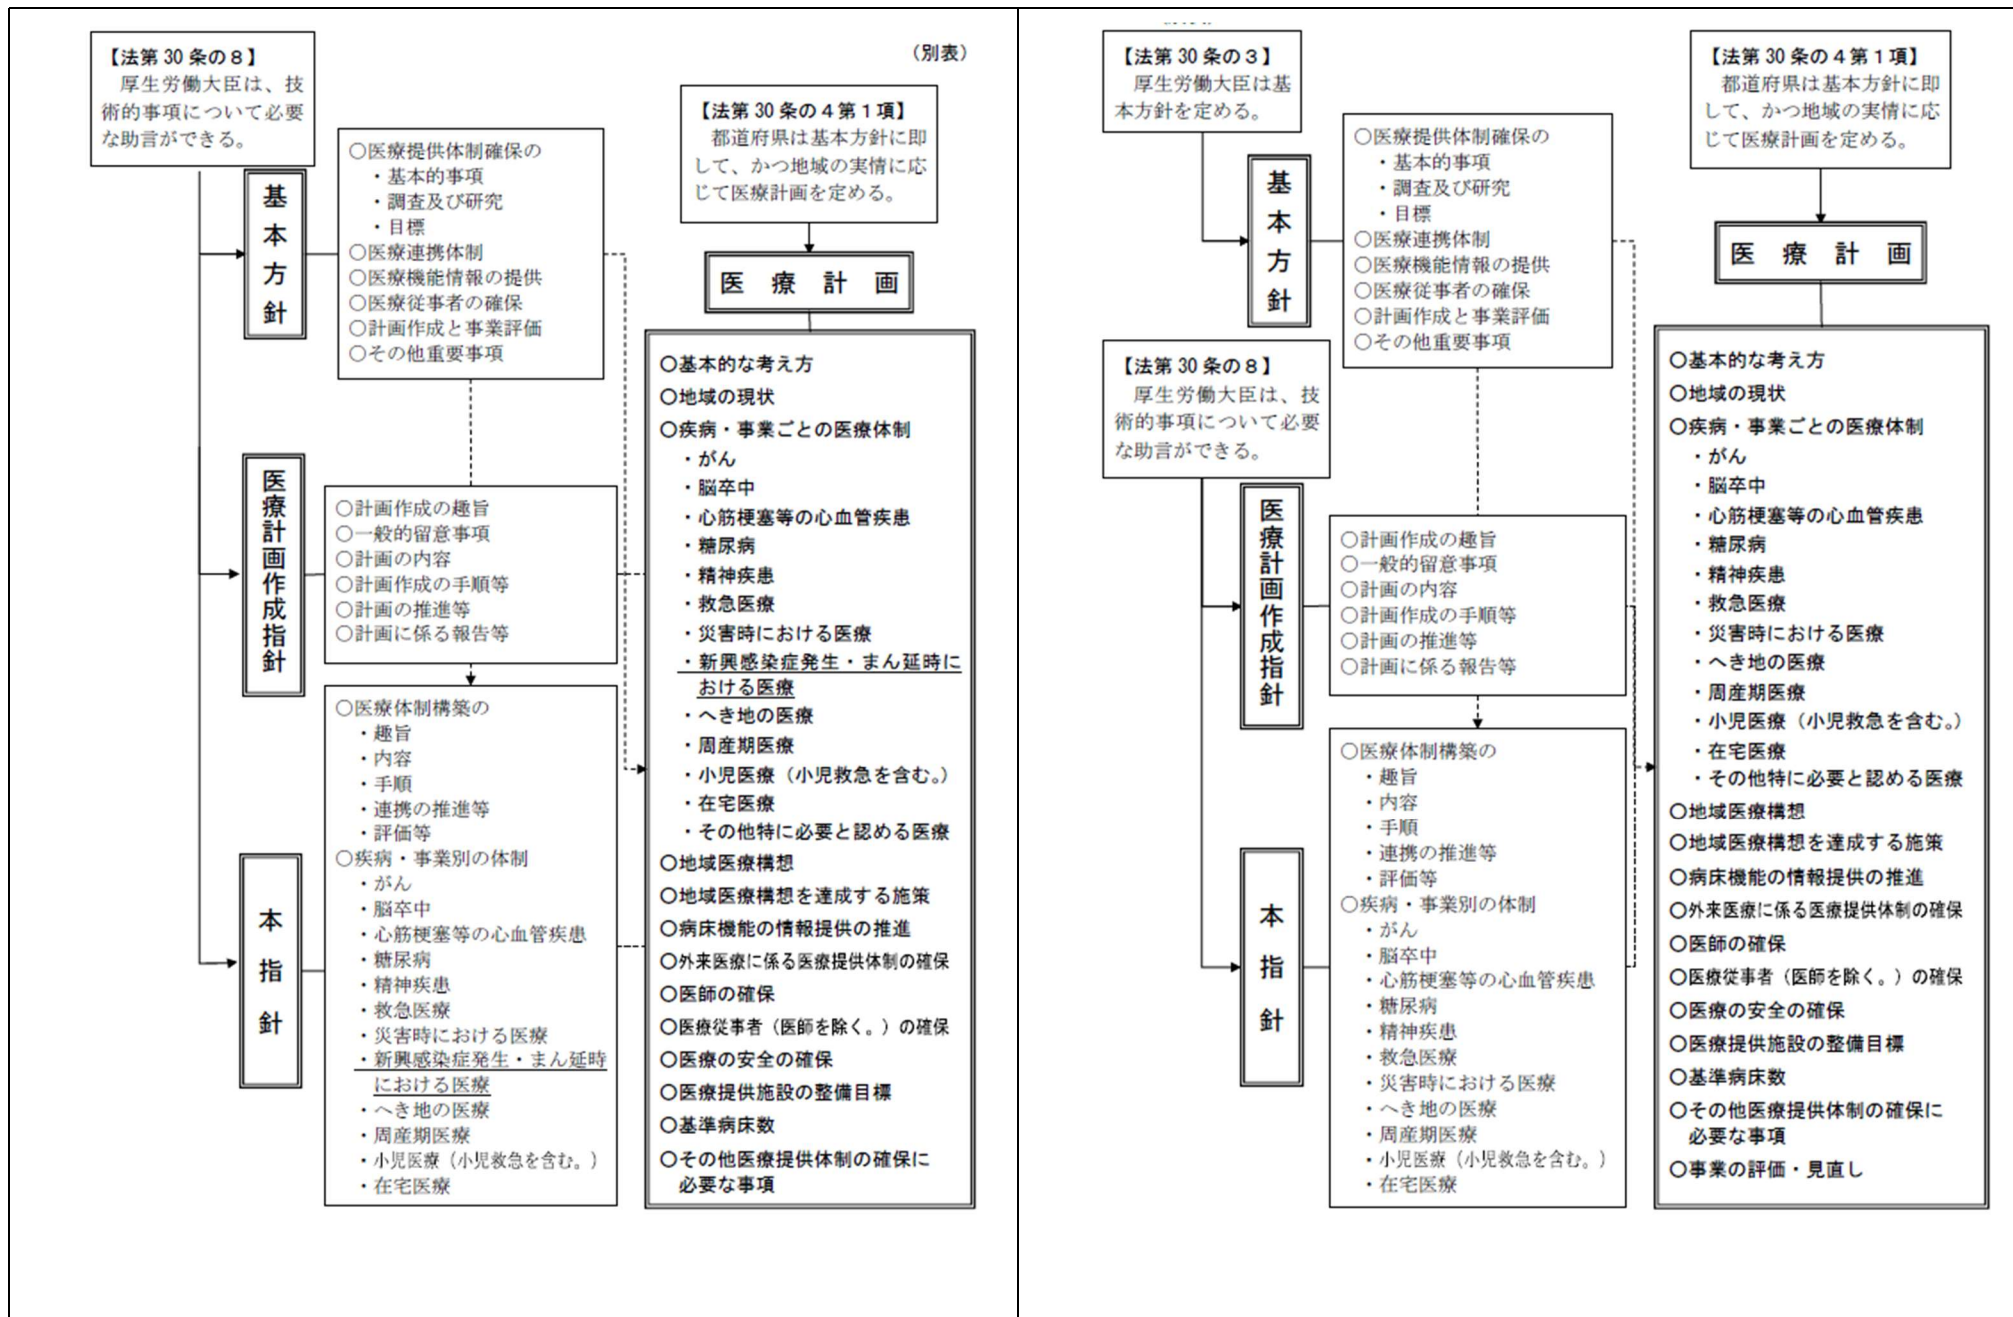 【法第30条の8】
厚生労働大臣は、技
術的事項について必要
な助言ができる。
（別表）
【法第30条の4第1項】
都道府県は基本方針に即
して、かつ地域の実情に応
じて医療計画を定める。
基本方針
○医療提供体制確保の
・基本的事項
・調査及び研究
・目標
○医療連携体制
○医療機能情報の提供
○医療従事者の確保
○計画作成と事業評価
○その他重要事項
医療計画作成指針
○計画作成の趣旨
○一般的留意事項
○計画の内容
○計画作成の手順等
○計画の推進等
○計画に係る報告等
本指針
○医療体制構築の
・趣旨
・内容
・手順
・連携の推進等
・評価等
○疾病・事業別の体制
・がん
・脳卒中
・心筋梗塞等の心血管疾患
・糖尿病
・精神疾患
・救急医療
・災害時における医療
・新興感染症発生・まん延時
における医療
・へき地の医療
・周産期医療
・小児医療（小児救急を含む。）
・在宅医療
医療計画
○基本的な考え方
○地域の現状
○疾病・事業ごとの医療体制
・がん
・脳卒中
・心筋梗塞等の心血管疾患
・糖尿病
・精神疾患
・救急医療
・災害時における医療
・新興感染症発生・まん延時に
おける医療
・へき地の医療
・周産期医療
・小児医療（小児救急を含む。）
・在宅医療
・その他特に必要と認める医療
○地域医療構想
○地域医療構想を達成する施策
○病床機能の情報提供の推進
○外来医療に係る医療提供体制の確保
○医師の確保
○医療従事者（医師を除く。）の確保
○医療の安全の確保
○医療提供施設の整備目標
○基準病床数
○その他医療提供体制の確保に
必要な事項
【法第30条の3】
厚生労働大臣は基
本方針を定める。
【法第30条の4第1項】
都道府県は基本方針に即
して、かつ地域の実情に応
じて医療計画を定める。
基本方針
○医療提供体制確保の
・基本的事項
・調査及び研究
・目標
○医療連携体制
○医療機能情報の提供
○医療従事者の確保
○計画作成と事業評価
○その他重要事項
【法第30条の8】
厚生労働大臣は、技
術的事項について必要
な助言ができる。
医療計画作成指針
○計画作成の趣旨
○一般的留意事項
○計画の内容
○計画作成の手順等
○計画の推進等
○計画に係る報告等
本指針
○医療体制構築の
・趣旨
・内容
・手順
・連携の推進等
・評価等
○疾病・事業別の体制
・がん
・脳卒中
・心筋梗塞等の心血管疾患
・糖尿病
・精神疾患
・救急医療
・災害時における医療
・へき地の医療
・周産期医療
・小児医療（小児救急を含む。）
・在宅医療
医療計画
○基本的な考え方
○地域の現状
○疾病・事業ごとの医療体制
・がん
・脳卒中
・心筋梗塞等の心血管疾患
・糖尿病
・精神疾患
・救急医療
・災害時における医療
・へき地の医療
・周産期医療
・小児医療（小児救急を含む。）
・在宅医療
・その他特に必要と認める医療
○地域医療構想
○地域医療構想を達成する施策
○病床機能の情報提供の推進
○外来医療に係る医療提供体制の確保
○医師の確保
○医療従事者（医師を除く。）の確保
○医療の安全の確保
○医療提供施設の整備目標
○基準病床数
○その他医療提供体制の確保に
必要な事項
○事業の評価・見直し